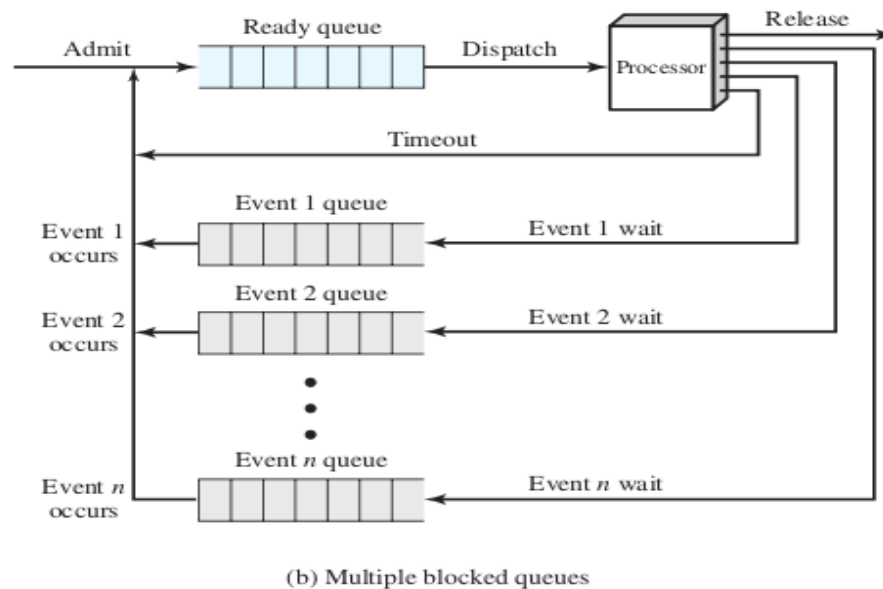 Ready queue
Release
Admit
Dispatch
Processor
Timeout
Event 1 queue
Event 1
occurs
Event 1 wait
Event 2 queue
Event 2
occurs
Event 2 wait
Event n queue
Event n
occurs
Event n wait
(b) Multiple blocked queues